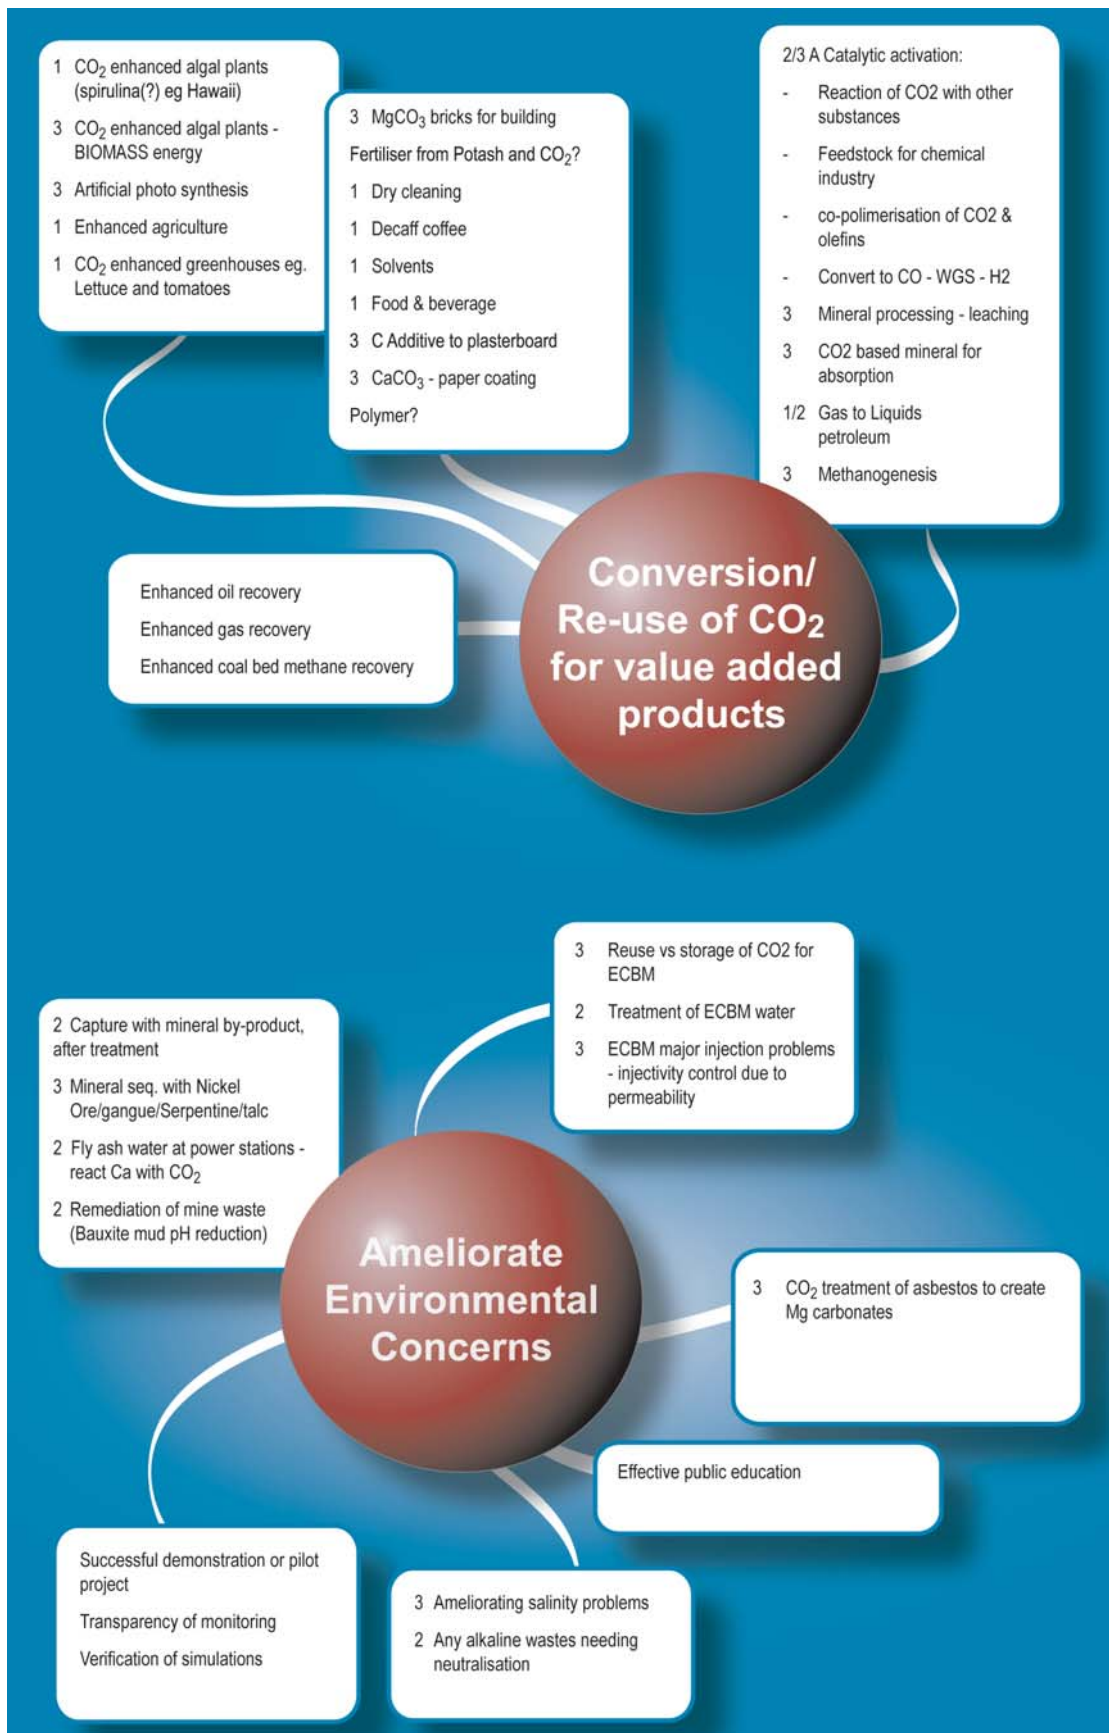 1 CO2 enhanced algal plants
(spirulina(?) eg Hawaii)
3 CO2 enhanced algal plants -
BIOMASS energy
3 Artificial photo synthesis
1 Enhanced agriculture
1 CO2 enhanced greenhouses eg.
Lettuce and tomatoes
3 MgCO3 bricks for building
Fertiliser from Potash and CO2?
1 Dry cleaning
1 Decaff coffee
1 Solvents
1 Food & beverage
3 C Additive to plasterboard
3 CaCO3 - paper coating
Polymer?
2/3 A Catalytic activation:
- Reaction of CO2 with other
substances
- Feedstock for chemical
industry
- co-polimerisation of CO2 &
olefins
- Convert to CO - WGS - H2
3 Mineral processing - leaching
3 CO2 based mineral for
absorption
1/2 Gas to Liquids
petroleum
3 Methanogenesis
Enhanced oil recovery
Enhanced gas recovery
Enhanced coal bed methane recovery
Conversion/
Re-use of CO2
for value added
products
3 Reuse vs storage of CO2 for
ECBM
2 Treatment of ECBM water
3 ECBM major injection problems
- injectivity control due to
permeability
2 Capture with mineral by-product,
after treatment
3 Mineral seq. with Nickel
Ore/gangue/Serpentine/talc
2 Fly ash water at power stations -
react Ca with CO2
2 Remediation of mine waste
(Bauxite mud pH reduction)
Ameliorate
Environmental
Concerns
3 CO2 treatment of asbestos to create
Mg carbonates
Effective public education
Successful demonstration or pilot
project
Transparency of monitoring
Verification of simulations
3 Ameliorating salinity problems
2 Any alkaline wastes needing
neutralisation